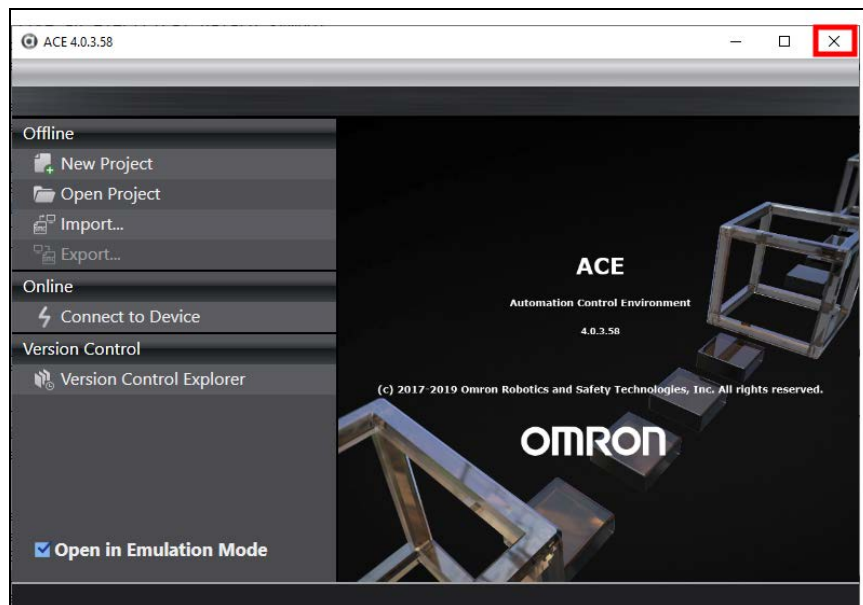 ACE 4.0.3.58
Offline
New Project
Open Project
Import...
Export...
Online
Connect to Device
Version Control
Version Control Explorer
Open in Emulation Mode
ACE
Automation Control Environment
4.0.3.58
(c) 2017-2019 Omron Robotics and Safety Technologies, Inc. All rights reserved.
OMRON